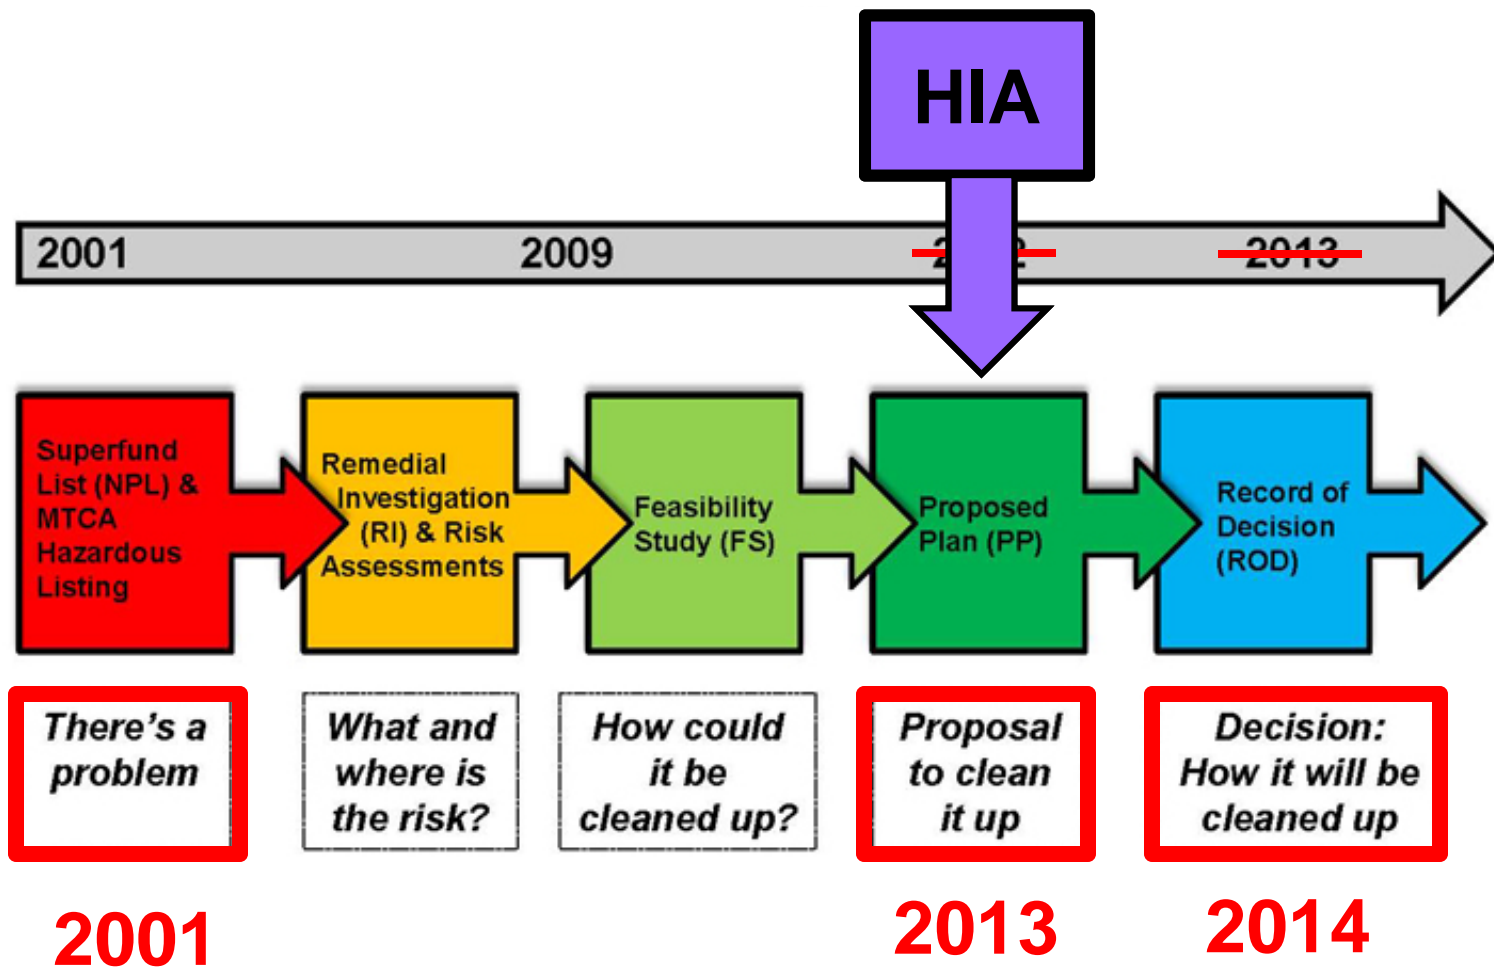 HIA
2001 2009 2013
Superfund
List (NPL) &
MTCA
Hazardous
Listing
Remedial
Investigation
(RI) & Risk
Assessments
Feasibility
Study (FS)
Proposed
Plan (PP)
Record of
Decision
(ROD)
There's a
problem
What and
where is
the risk?
How could
it be
cleaned up?
Proposal
to clean
it up
Decision:
How it will be
cleaned up
2001
2013
2014